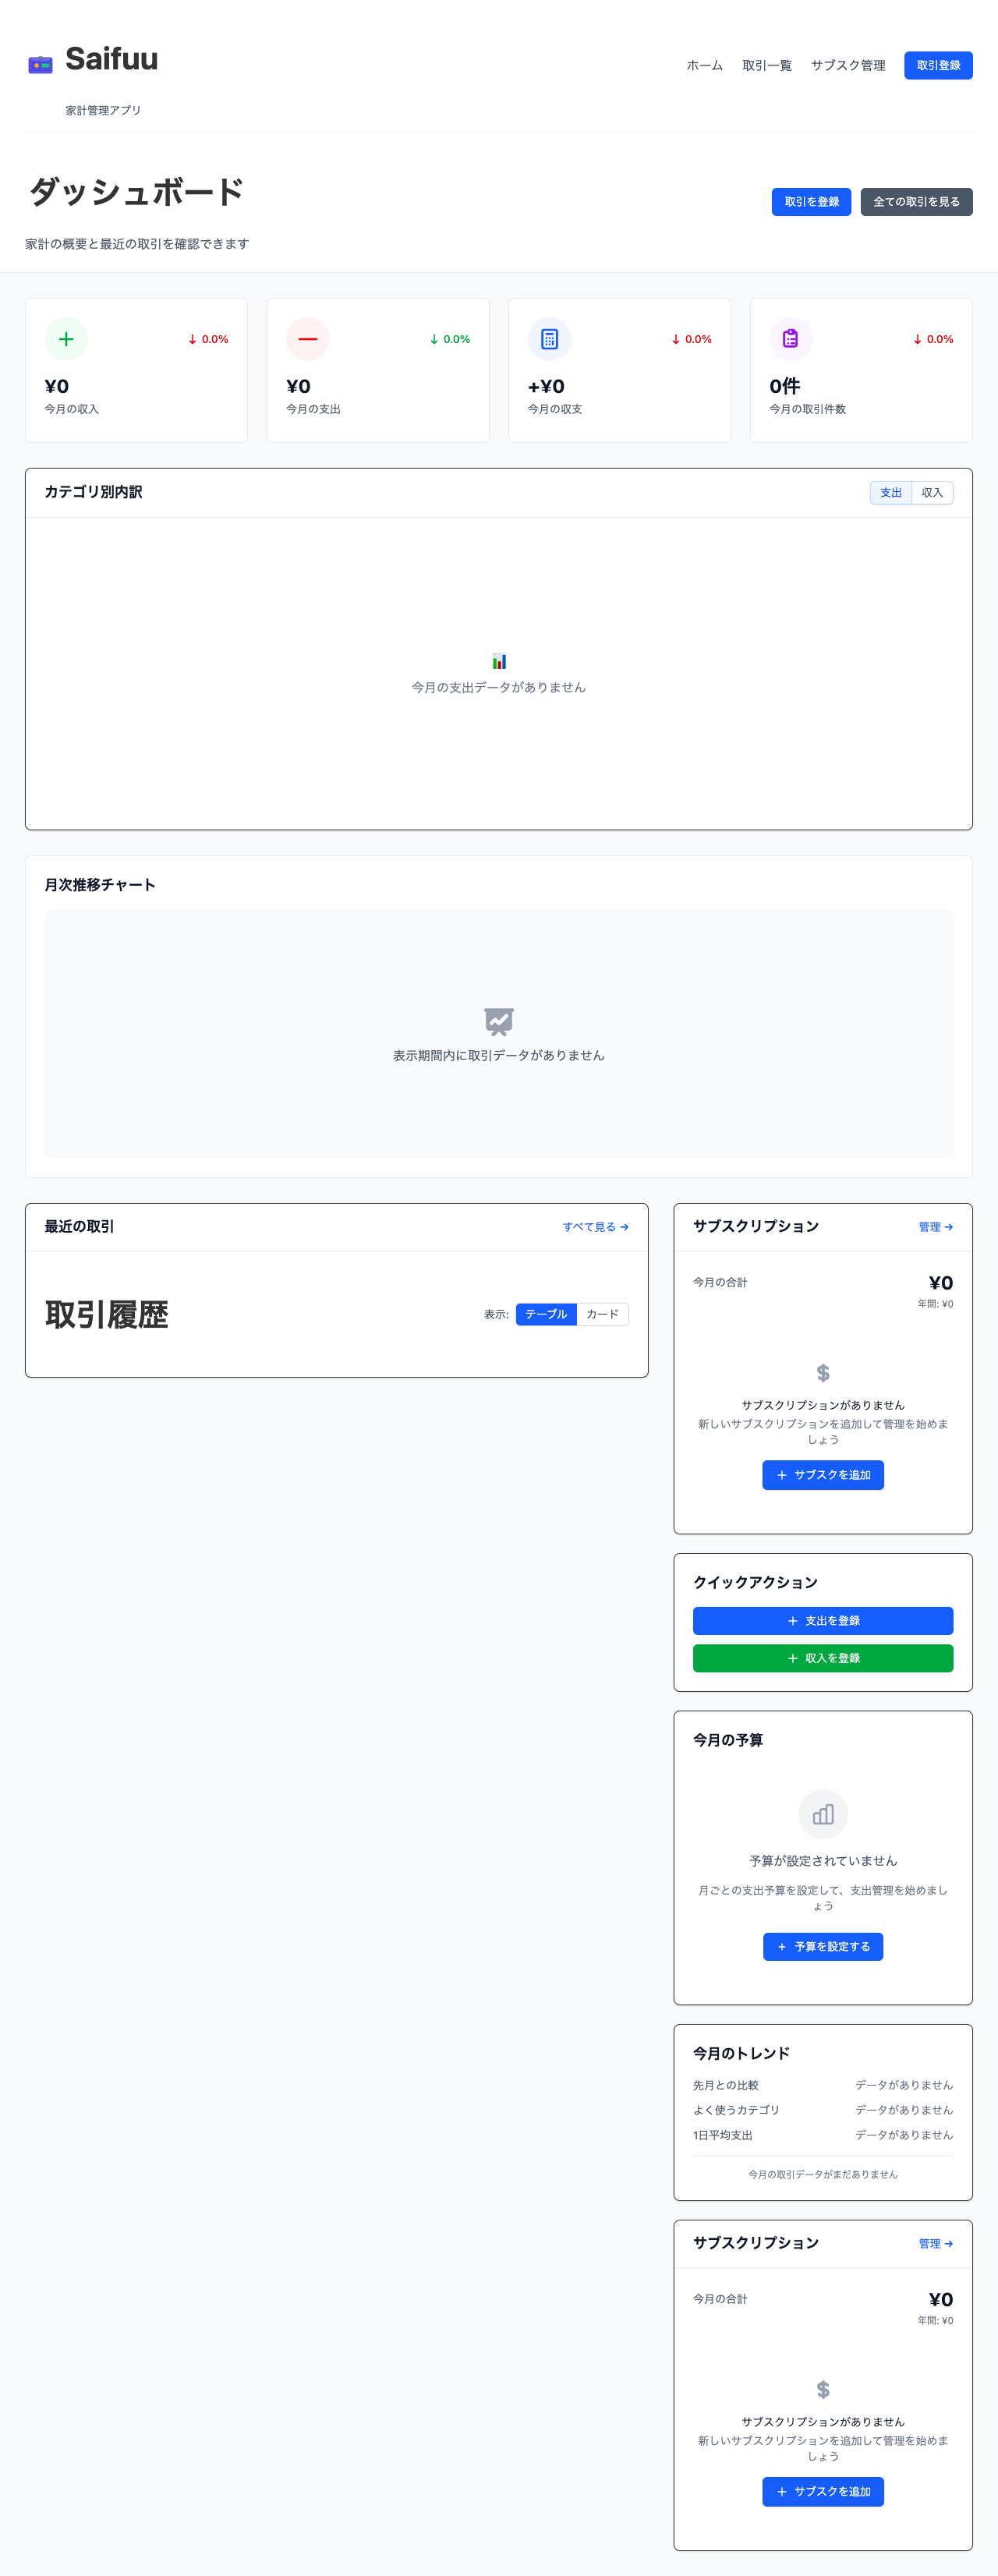 Saifuu
家計管理アプリ
ホーム 取引一覧 サブスク管理 取引登録
ダッシュボード
家計の概要と最近の取引を確認できます
取引を登録 全ての取引を見る
↓ 0.0%
¥0
今月の収入
↓ 0.0%
¥0
今月の支出
↓ 0.0%
+¥0
今月の収支
↓ 0.0%
0件
今月の取引件数
カテゴリ別内訳
支出 収入
今月の支出データがありません
月次推移チャート
表示期間内に取引データがありません
最近の取引
すべて見る →
取引履歴
表示: テーブル カード
サブスクリプション
管理 →
今月の合計
¥0
年間: ¥0
サブスクリプションがありません
新しいサブスクリプションを追加して管理を始めま
しょう
サブスクを追加
クイックアクション
支出を登録
収入を登録
今月の予算
予算が設定されていません
月ごとの支出予算を設定して、支出管理を始めまし
ょう
予算を設定する
今月のトレンド
先月との比較 データがありません
よく使うカテゴリ データがありません
1日平均支出 データがありません
今月の取引データがまだありません
サブスクリプション
管理 →
今月の合計
¥0
年間: ¥0
サブスクリプションがありません
新しいサブスクリプションを追加して管理を始めま
しょう
サブスクを追加